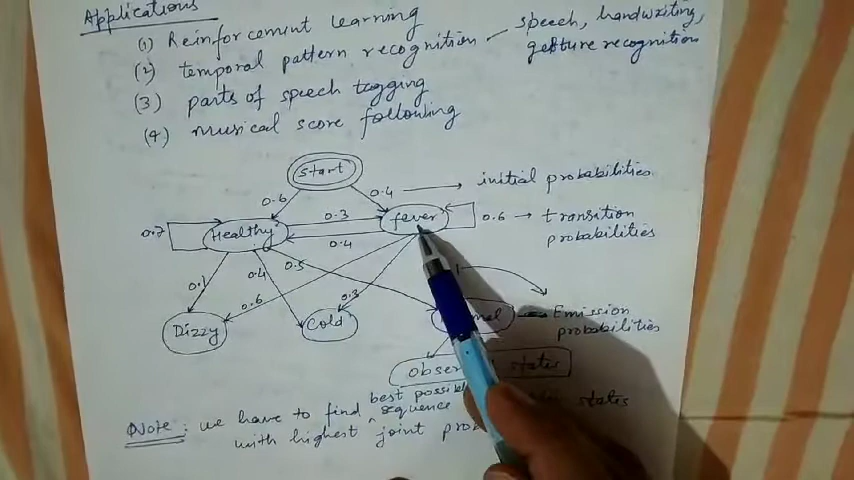 Applications
(1) Reinforcement learning
(2) temporal pattern recognition — speech, handwriting,
gesture recognition
(3) parts of speech tagging
(4) musical score following
start
0.6
0.4 → initial probabilities
0.7
Healthy
0.3
0.4
fever
0.6 → transition
probabilities
0.1
0.4
0.5
0.6
0.3
Dizzy
Cold
Emission
probabilities
states
Note: we have to find best possible sequence states
with highest joint